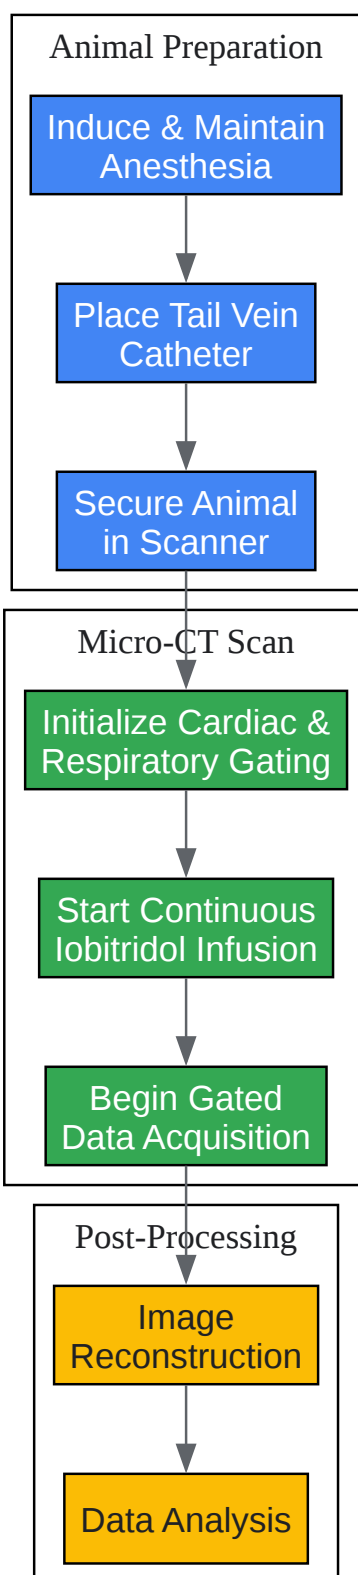 Animal Preparation
Induce & Maintain
Anesthesia
Place Tail Vein
Catheter
Secure Animal
in Scanner
Micro-CT Scan
Initialize Cardiac &
Respiratory Gating
Start Continuous
Iobitridol Infusion
Begin Gated
Data Acquisition
Post-Processing
Image
Reconstruction
Data Analysis